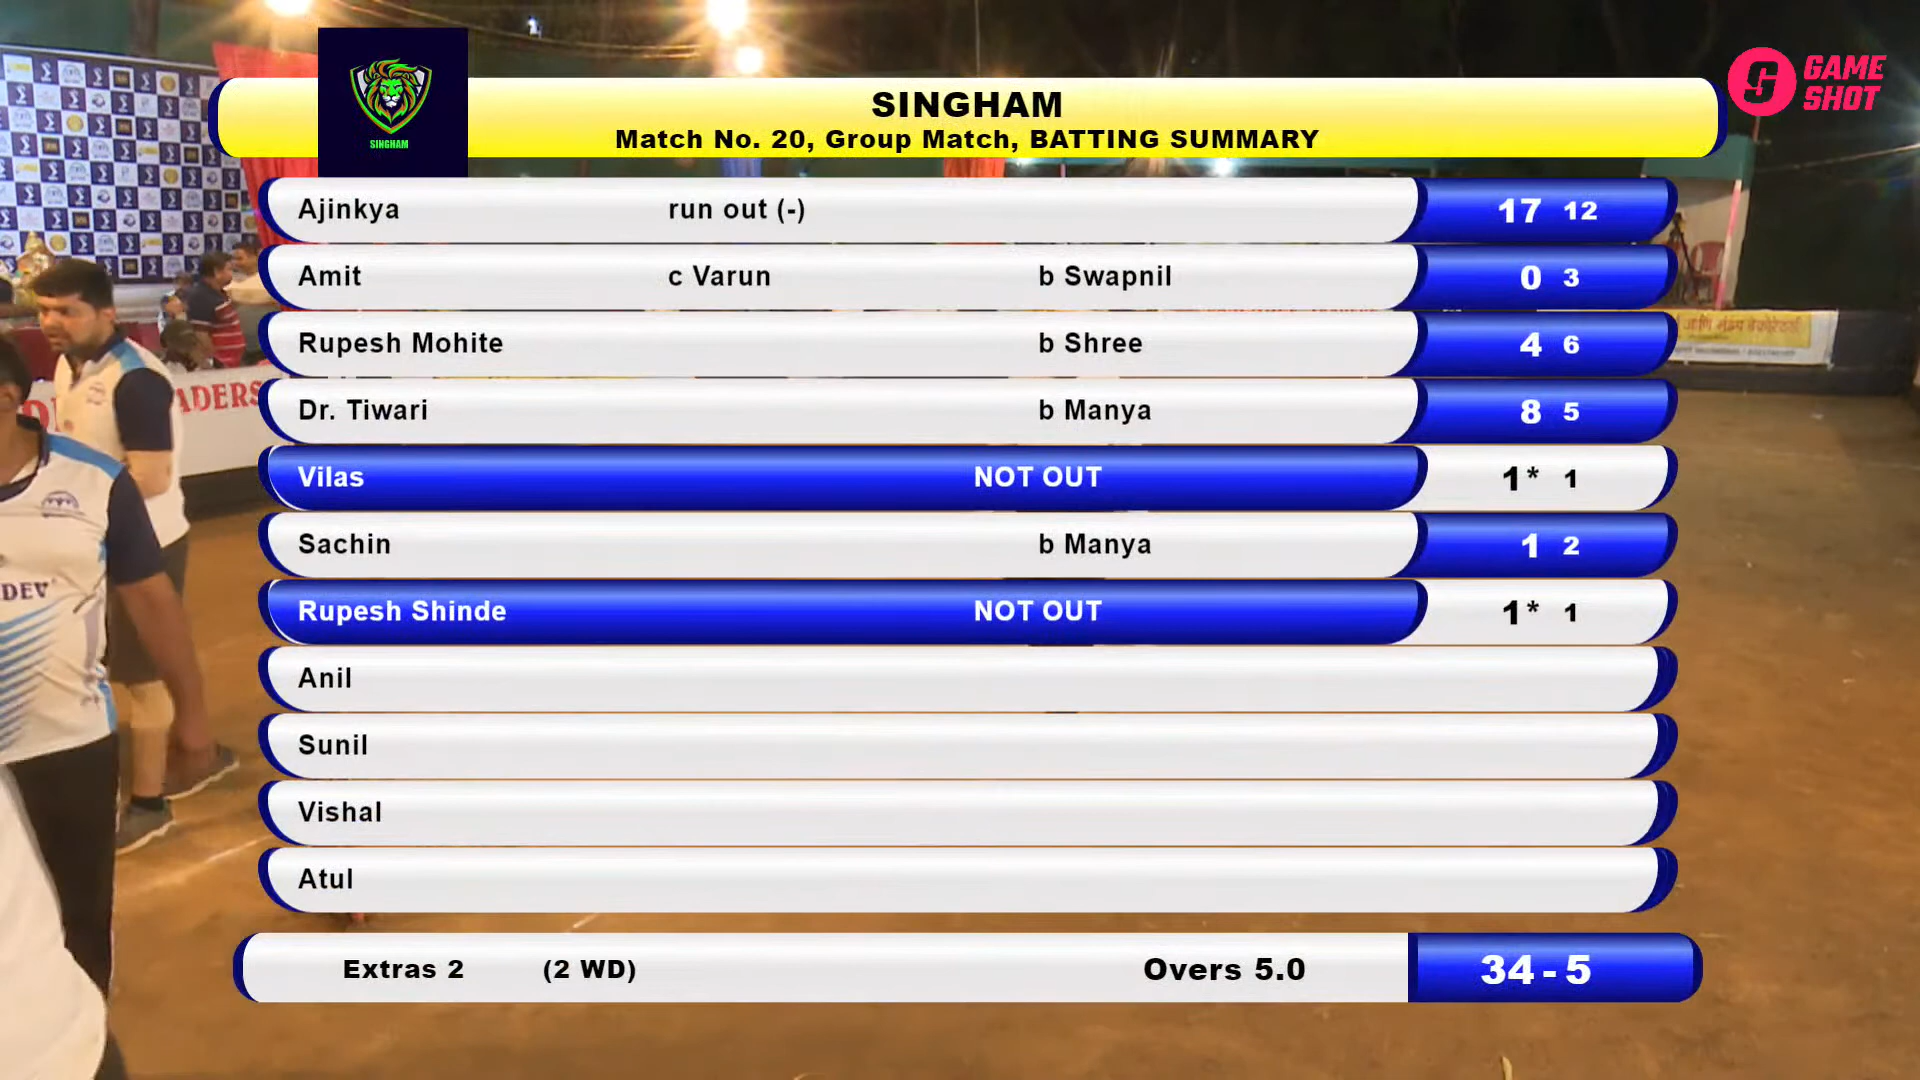 GAME
SHOT
SINGHAM
SINGHAM
Match No. 20, Group Match, BATTING SUMMARY
Ajinkya run out (-) 17 12
Amit c Varun b Swapnil 0 3
Rupesh Mohite b Shree 4 6
Dr. Tiwari b Manya 8 5
Vilas NOT OUT 1* 1
Sachin b Manya 1 2
Rupesh Shinde NOT OUT 1* 1
Anil
Sunil
Vishal
Atul
Extras 2 (2 WD) Overs 5.0 34 - 5
ADERS
DEV